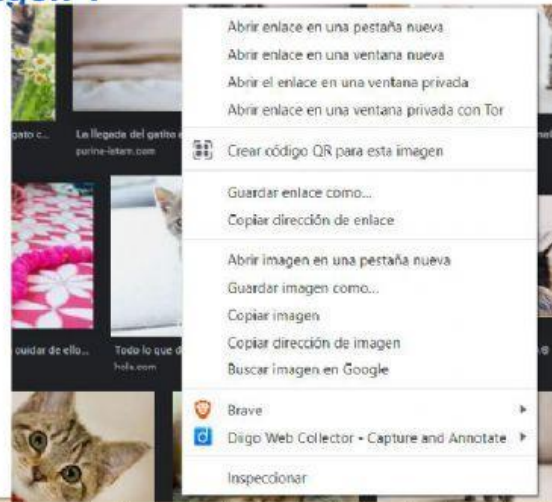 Abrir enlace en una pestaña nueva
Abrir enlace en una ventana nueva
Abrir el enlace en una ventana privada
Abrir enlace en una ventana privada con Tor
gato c...
La llegada del gatito
purina-latam.com
Crear código QR para esta imagen
Guardar enlace como...
Copiar dirección de enlace
Abrir imagen en una pestaña nueva
Guardar imagen como...
Copiar imagen
Copiar dirección de imagen
Buscar imagen en Google
cuidar de ello...
Todo lo que d
hola.com
Brave
Diigo Web Collector - Capture and Annotate
Inspeccionar